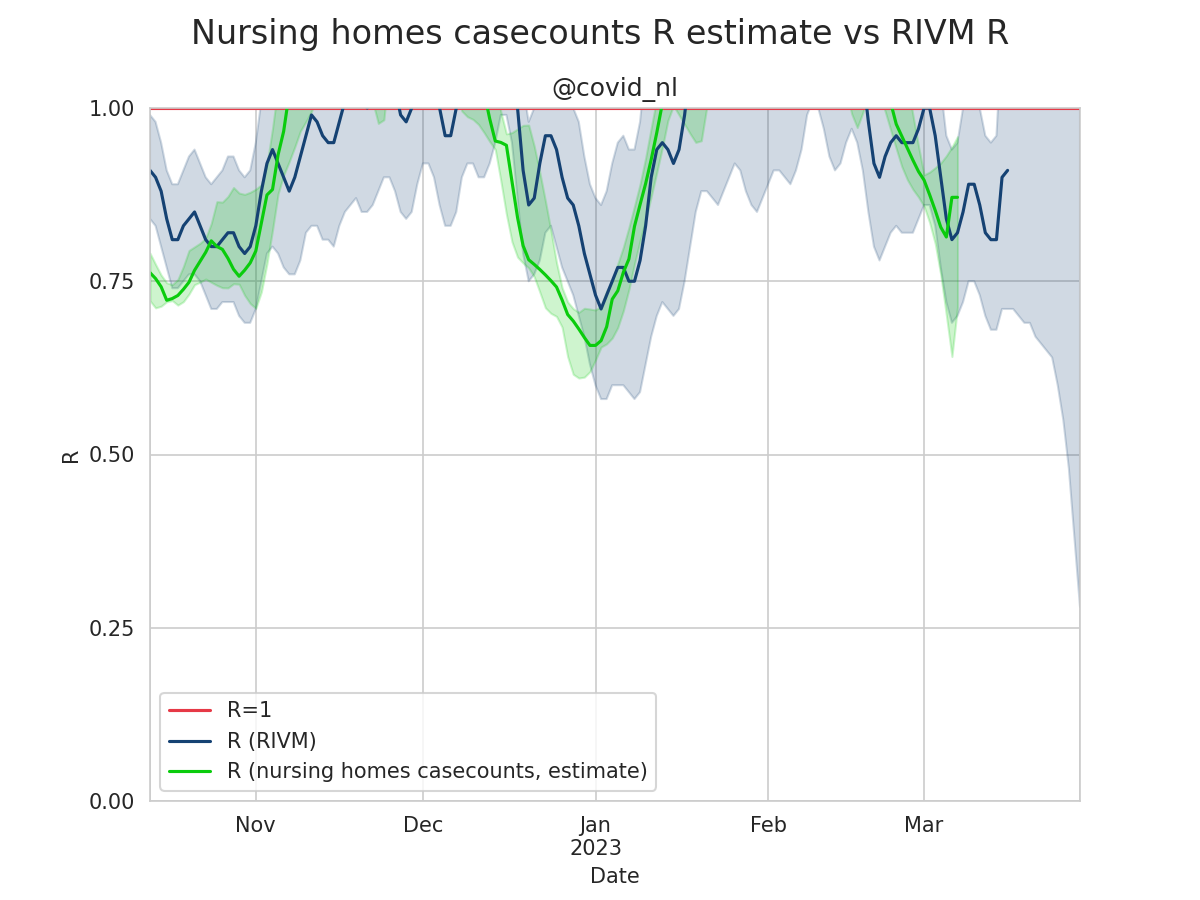 Nursing homes casecounts R estimate vs RIVM R
@covid_nl
1.00
0.75
0.50
0.25
0.00
R
R=1
R (RIVM)
R (nursing homes casecounts, estimate)
Nov
Dec
Jan
2023
Feb
Mar
Date